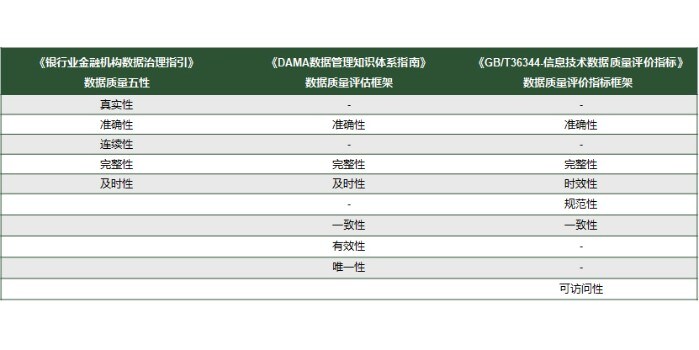 《银行业金融机构数据治理指引》 《DAMA数据管理知识体系指南》 《GB/T36344-信息技术数据质量评价指标》
数据质量五性 数据质量评估框架 数据质量评价指标框架
真实性 - -
准确性 准确性 准确性
连续性 - -
完整性 完整性 完整性
及时性 及时性 时效性
- 规范性
一致性 一致性
有效性 -
唯一性 -
可访问性